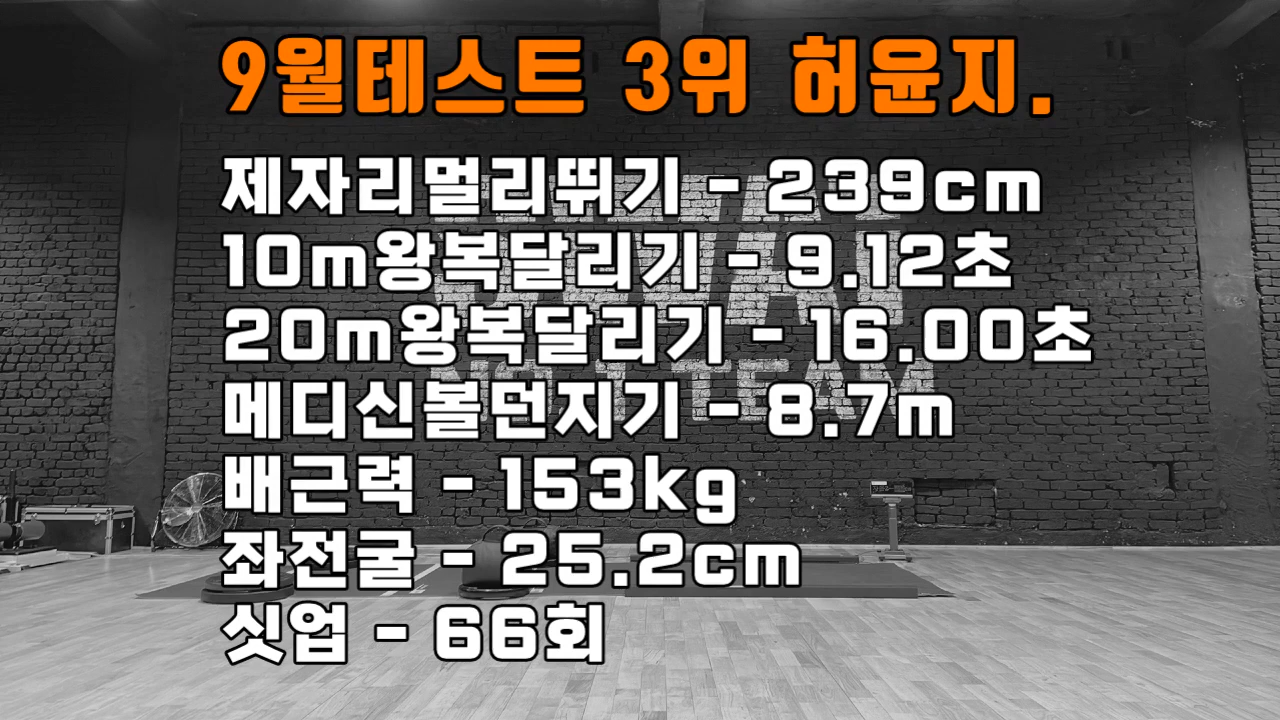 9월테스트 3위 허윤지.
제자리멀리뛰기 - 239cm
10m왕복달리기 - 9.12초
20m왕복달리기 - 16.00초
메디신볼던지기 - 8.7m
배근력 - 153kg
좌전굴 - 25.2cm
싯업 - 66회
NO.1 TEAM